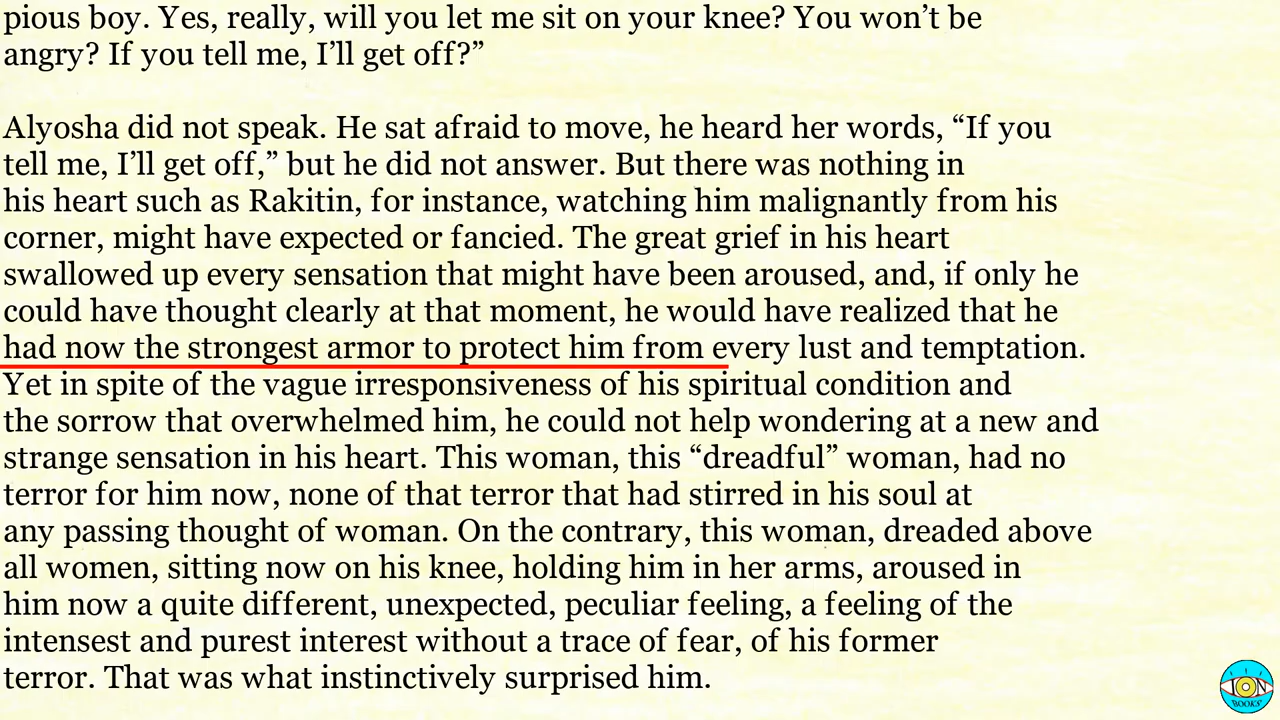 pious boy. Yes, really, will you let me sit on your knee? You won’t be
angry? If you tell me, I’ll get off?”
Alyosha did not speak. He sat afraid to move, he heard her words, “If you
tell me, I’ll get off,” but he did not answer. But there was nothing in
his heart such as Rakitin, for instance, watching him malignantly from his
corner, might have expected or fancied. The great grief in his heart
swallowed up every sensation that might have been aroused, and, if only he
could have thought clearly at that moment, he would have realized that he
had now the strongest armor to protect him from every lust and temptation.
Yet in spite of the vague irresponsiveness of his spiritual condition and
the sorrow that overwhelmed him, he could not help wondering at a new and
strange sensation in his heart. This woman, this “dreadful” woman, had no
terror for him now, none of that terror that had stirred in his soul at
any passing thought of woman. On the contrary, this woman, dreaded above
all women, sitting now on his knee, holding him in her arms, aroused in
him now a quite different, unexpected, peculiar feeling, a feeling of the
intensest and purest interest without a trace of fear, of his former
terror. That was what instinctively surprised him.
ION
BOOKS